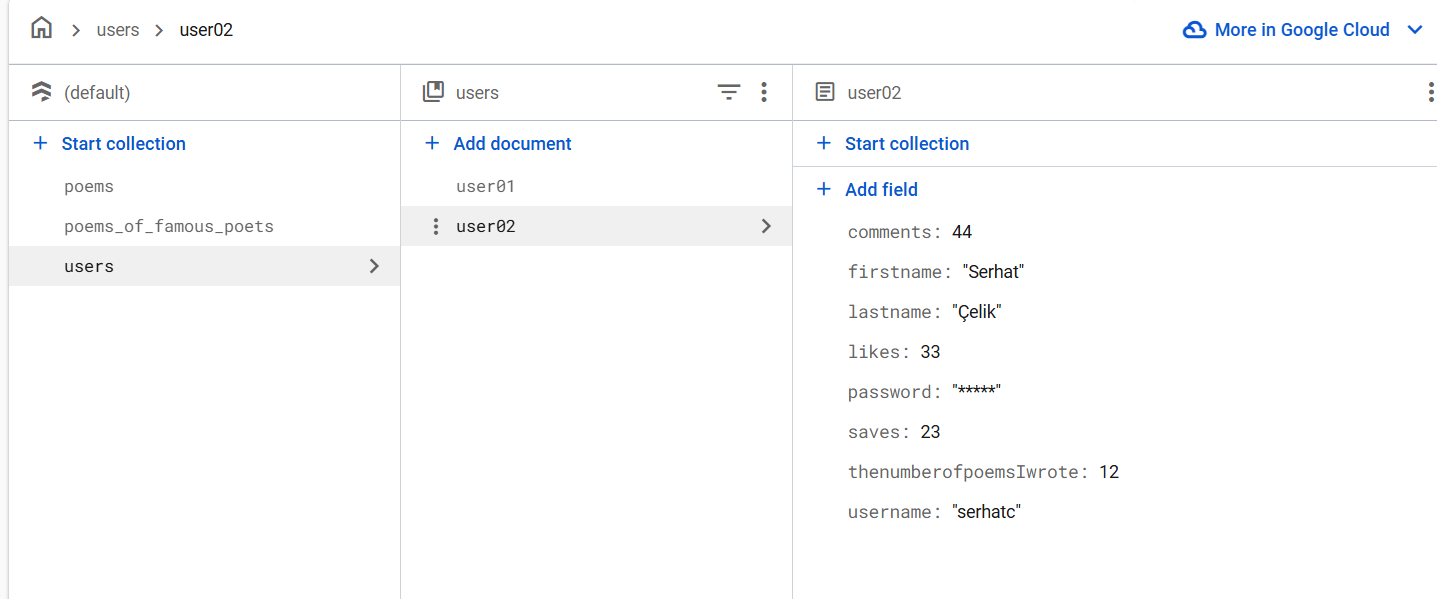 users
user02
More in Google Cloud
(default)
users
user02
Start collection
Add document
Start collection
poems
user01
Add field
poems_of_famous_poets
user02
users
comments: 44
firstname: "Serhat"
lastname: "Çelik"
likes: 33
password: "*****"
saves: 23
thenumberofpoemsIwrote: 12
username: "serhatc"